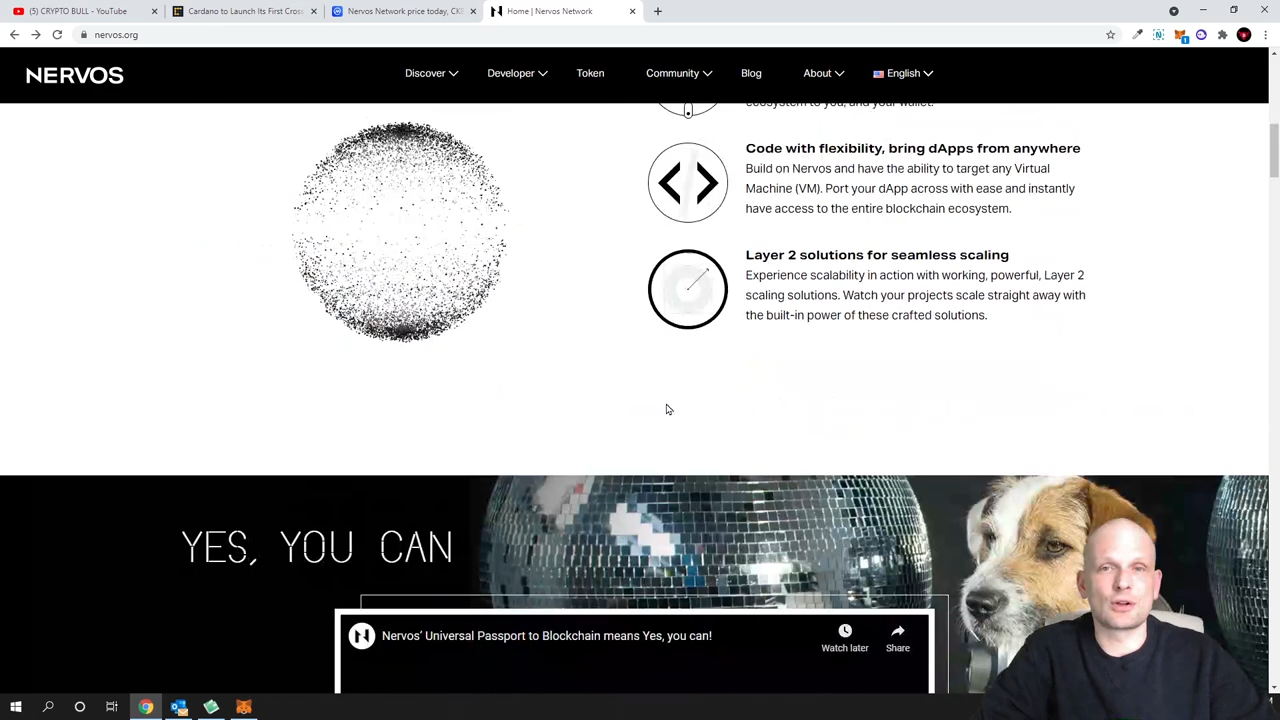 (5) CRYPTO BULL - YouTube
Cardano to Launch Its First Cross
Nervos Network price today, CKB
Home | Nervos Network
nervos.org
1
NERVOS
Discover
Developer
Token
Community
Blog
About
English
ecosystem to you, and your wallet.
Code with flexibility, bring dApps from anywhere
Build on Nervos and have the ability to target any Virtual
Machine (VM). Port your dApp across with ease and instantly
have access to the entire blockchain ecosystem.
Layer 2 solutions for seamless scaling
Experience scalability in action with working, powerful, Layer 2
scaling solutions. Watch your projects scale straight away with
the built-in power of these crafted solutions.
YES, YOU CAN
Nervos' Universal Passport to Blockchain means Yes, you can!
Watch later
Share